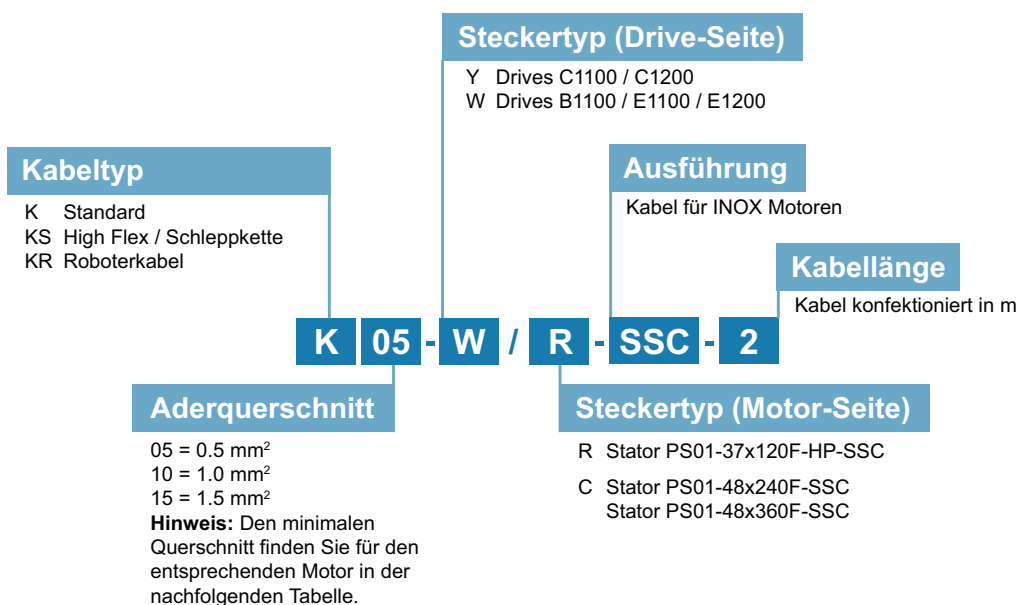 Steckertyp (Drive-Seite)
Y Drives C1100 / C1200
W Drives B1100 / E1100 / E1200
Kabeltyp
K Standard
KS High Flex / Schleppkette
KR Roboterkabel
Ausführung
Kabel für INOX Motoren
Kabellänge
Kabel konfektioniert in m
K 05 - W / R - SSC - 2
Aderquerschnitt
05 = 0.5 mm²
10 = 1.0 mm²
15 = 1.5 mm²
Hinweis: Den minimalen
Querschnitt finden Sie für den
entsprechenden Motor in der
nachfolgenden Tabelle.
Steckertyp (Motor-Seite)
R Stator PS01-37x120F-HP-SSC
C Stator PS01-48x240F-SSC
Stator PS01-48x360F-SSC